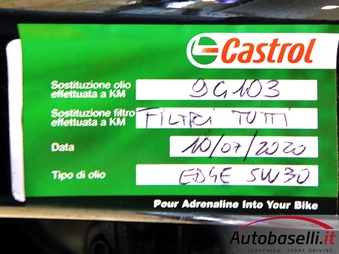 Castrol
Sostituzione olio
effettuata a KM
9G103
Sostituzione filtro
effettuata a KM
FILTRI TUTTI
Data
10/07/2020
Tipo di olio
EDGE 5W30
Pour Adrenaline Into Your Bike
Autobaselli.it